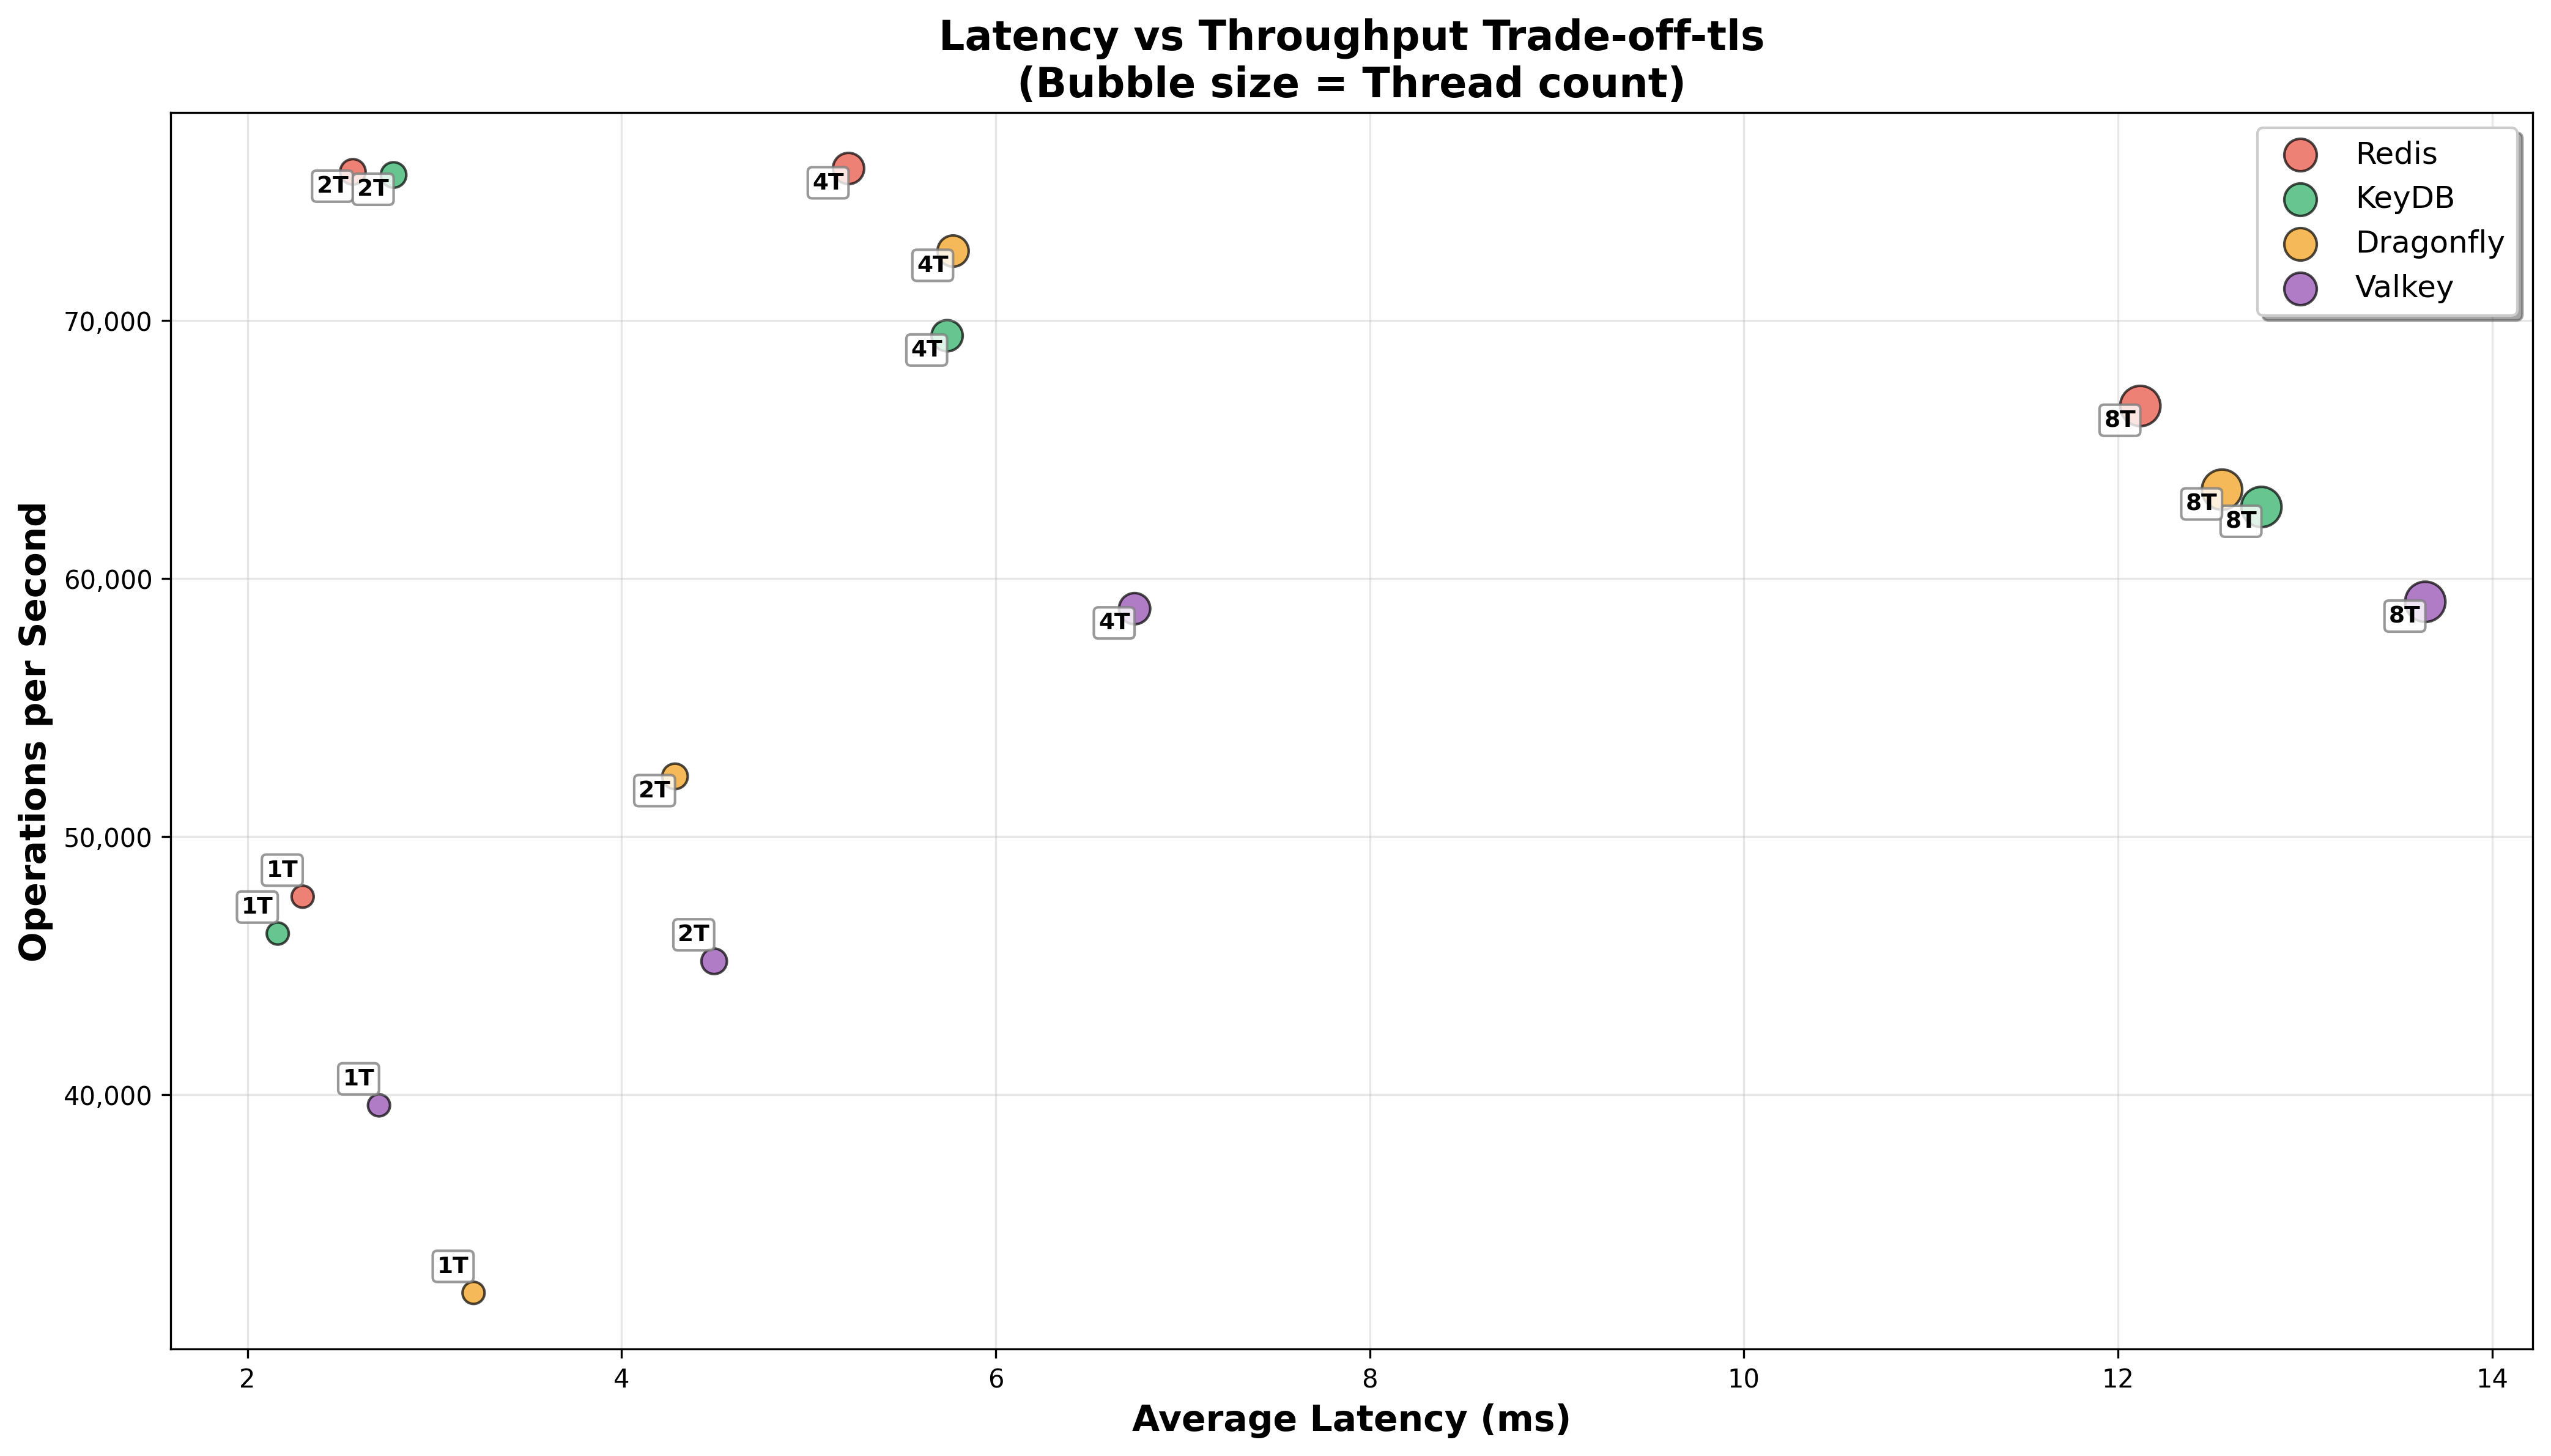 Latency vs Throughput Trade-off-tls
(Bubble size = Thread count)
Redis
KeyDB
Dragonfly
Valkey
2T
2T
4T
4T
4T
8T
8T
8T
4T
8T
2T
1T
1T
2T
1T
1T
70,000
60,000
50,000
40,000
Operations per Second
2
4
6
8
10
12
14
Average Latency (ms)